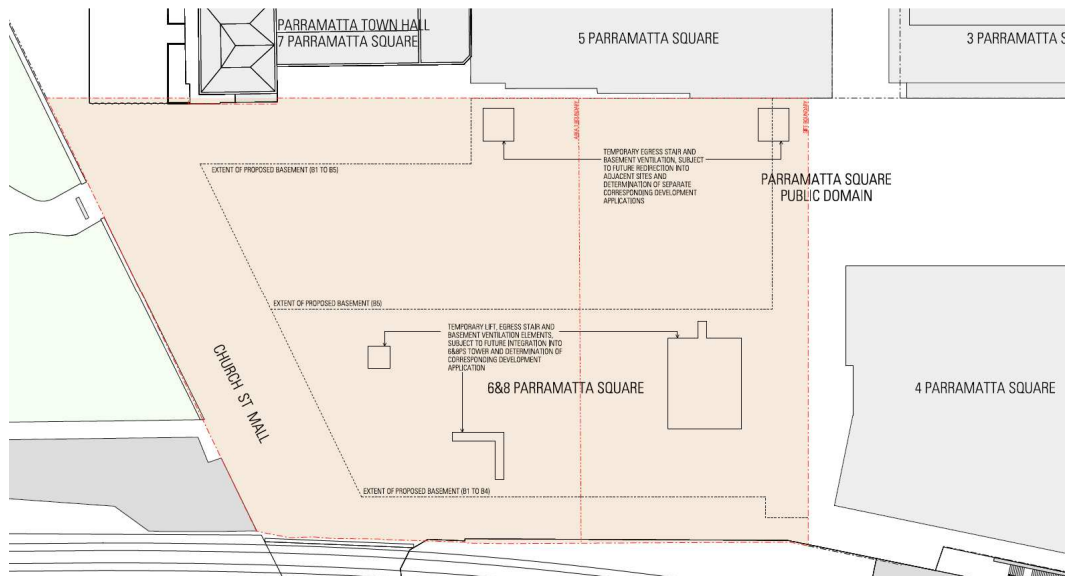 PARRAMATTA TOWN HALL
7 PARRAMATTA SQUARE
5 PARRAMATTA SQUARE
3 PARRAMATTA S
EXTENT OF PROPOSED BASEMENT (B1 TO B5)
TEMPORARY EGRESS STAIR AND
BASEMENT VENTILATION, SUBJECT
TO FUTURE REDIRECTION INTO
ADJACENT SITES AND
DETERMINATION OF SEPARATE
CORRESPONDING DEVELOPMENT
APPLICATIONS
PARRAMATTA SQUARE
PUBLIC DOMAIN
EXTENT OF PROPOSED BASEMENT (B5)
TEMPORARY LIFT, EGRESS STAIR AND
BASEMENT VENTILATION ELEMENTS,
SUBJECT TO FUTURE INTEGRATION INTO
6&8PS TOWER AND DETERMINATION OF
CORRESPONDING DEVELOPMENT
APPLICATION
CHURCH ST MALL
6&8 PARRAMATTA SQUARE
4 PARRAMATTA SQUARE
EXTENT OF PROPOSED BASEMENT (B1 TO B4)